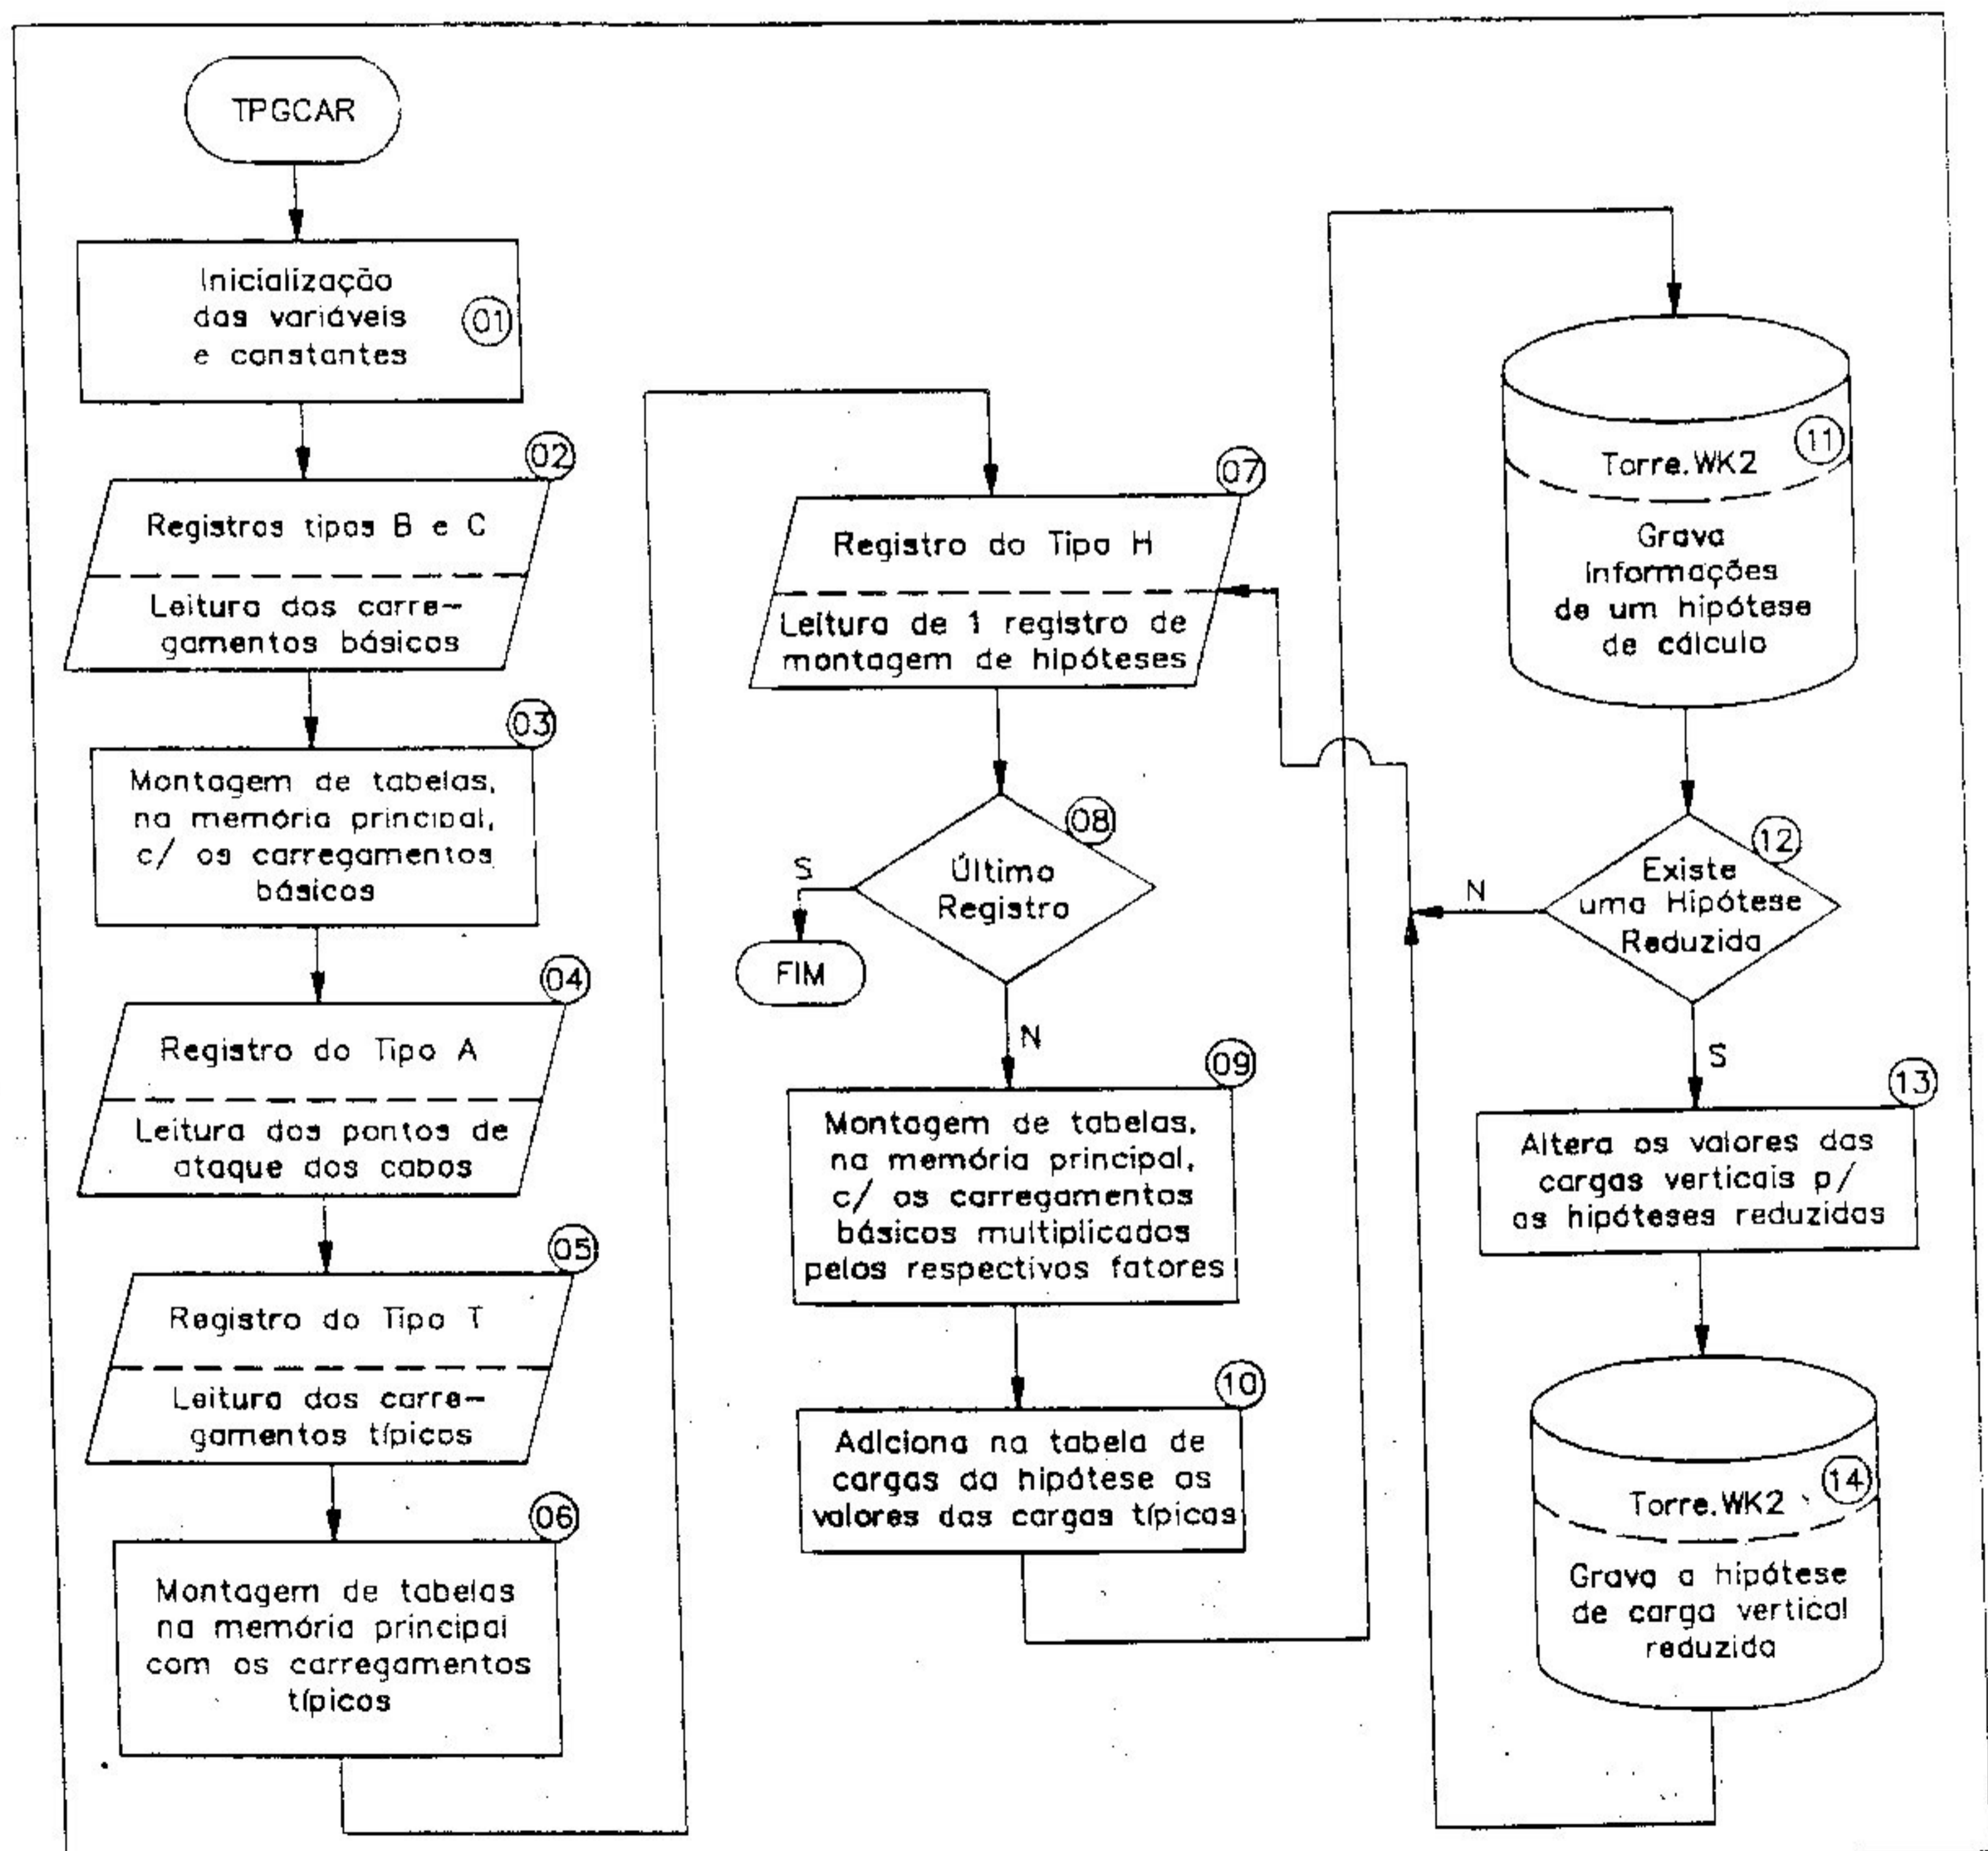 TPGCAR
Inicialização
das variáveis
e constantes
01
02
Registros tipos B e C
Leitura dos carre-
gamentos básicos
03
Montagem de tabelas,
na memória principal,
c/ os carregamentos
básicos
04
Registro do Tipo A
Leitura dos pontos de
ataque dos cabos
05
Registro do Tipo T
Leitura dos carre-
gamentos típicos
06
Montagem de tabelas
na memória principal
com os carregamentos
típicos
07
Registro do Tipo H
Leitura de 1 registro de
montagem de hipóteses
08
Último
Registro
S
FIM
N
09
Montagem de tabelas,
na memória principal,
c/ os carregamentos
básicos multiplicados
pelos respectivos fatores
10
Adiciona na tabela de
cargas da hipótese os
valores das cargas típicas
11
Torre.WK2
Grava
informações
de um hipótese
de cálculo
12
Existe
uma Hipótese
Reduzida
N
S
13
Altera os valores das
cargas verticais p/
as hipóteses reduzidas
14
Torre.WK2
Grava a hipótese
de carga vertical
reduzida